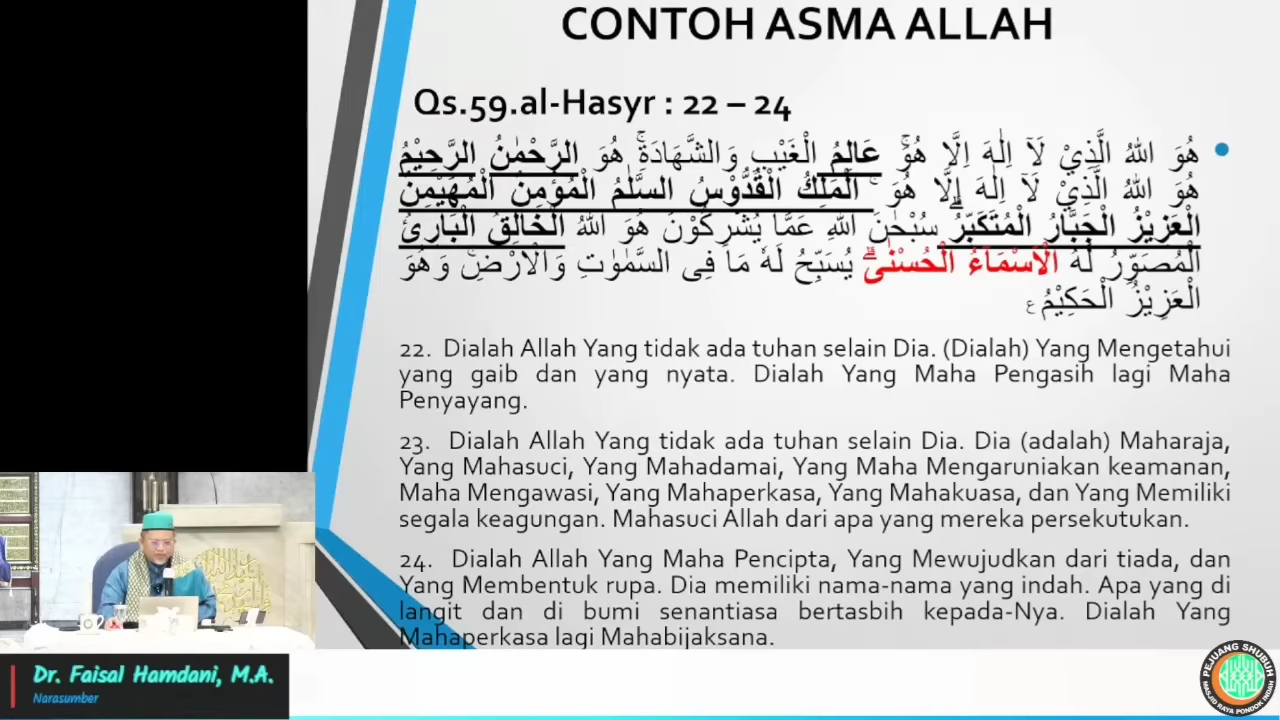 CONTOH ASMA ALLAH
Qs.59.al-Hasyr : 22 – 24
هُوَ اللّٰهُ الَّذِيْ لَآ اِلٰهَ اِلَّا هُوَۚ عَالِمُ الْغَيْبِ وَالشَّهَادَةِۚ هُوَ الرَّحْمٰنُ الرَّحِيْمُ
هُوَ اللّٰهُ الَّذِيْ لَآ اِلٰهَ اِلَّا هُوَ ۚ اَلْمَلِكُ الْقُدُّوْسُ السَّلٰمُ الْمُؤْمِنُ الْمُهَيْمِنُ
الْعَزِيْزُ الْجَبَّارُ الْمُتَكَبِّرُۗ سُبْحٰنَ اللّٰهِ عَمَّا يُشْرِكُوْنَ هُوَ اللّٰهُ الْخَالِقُ الْبَارِئُ
الْمُصَوِّرُ لَهُ الْاَسْمَاۤءُ الْحُسْنٰىۗ يُسَبِّحُ لَهٗ مَا فِى السَّمٰوٰتِ وَالْاَرْضِۚ وَهُوَ
الْعَزِيْزُ الْحَكِيْمُ ࣖ
22. Dialah Allah Yang tidak ada tuhan selain Dia. (Dialah) Yang Mengetahui
yang gaib dan yang nyata. Dialah Yang Maha Pengasih lagi Maha
Penyayang.
23. Dialah Allah Yang tidak ada tuhan selain Dia. Dia (adalah) Maharaja,
Yang Mahasuci, Yang Mahadamai, Yang Maha Mengaruniakan keamanan,
Maha Mengawasi, Yang Mahaperkasa, Yang Mahakuasa, dan Yang Memiliki
segala keagungan. Mahasuci Allah dari apa yang mereka persekutukan.
24. Dialah Allah Yang Maha Pencipta, Yang Mewujudkan dari tiada, dan
Yang Membentuk rupa. Dia memiliki nama-nama yang indah. Apa yang di
langit dan di bumi senantiasa bertasbih kepada-Nya. Dialah Yang
Mahaperkasa lagi Mahabijaksana.
Dr. Faisal Hamdani, M.A.
Narasumber
PEJUANG SHUBUH
MASJID RAYA PONDOK INDAH